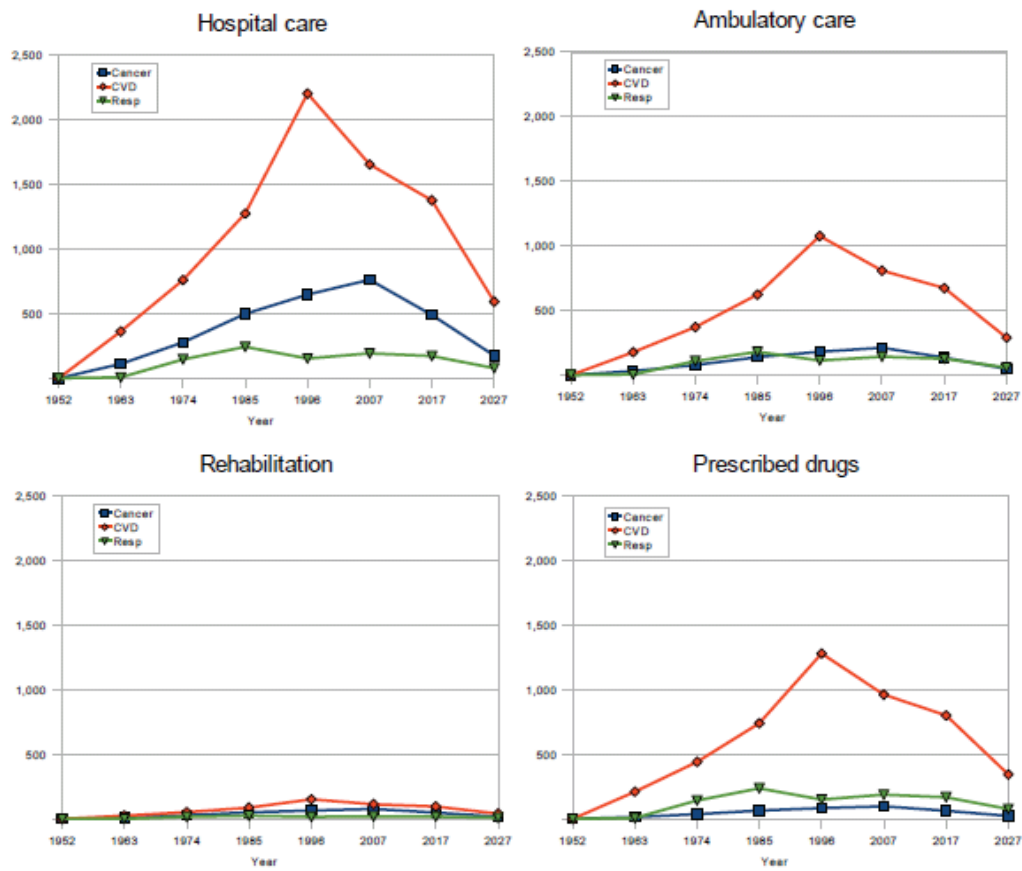 Hospital care
2,500
2,000
1,500
1,000
500
Cancer
CVD
Resp
1952 1963 1974 1985 1996 2007 2017 2027
Year
Ambulatory care
2,500
2,000
1,500
1,000
500
Cancer
CVD
Resp
1952 1963 1974 1985 1996 2007 2017 2027
Year
Rehabilitation
2,500
2,000
1,500
1,000
500
Cancer
CVD
Resp
1952 1963 1974 1985 1996 2007 2017 2027
Year
Prescribed drugs
2,500
2,000
1,500
1,000
500
Cancer
CVD
Resp
1952 1963 1974 1985 1996 2007 2017 2027
Year